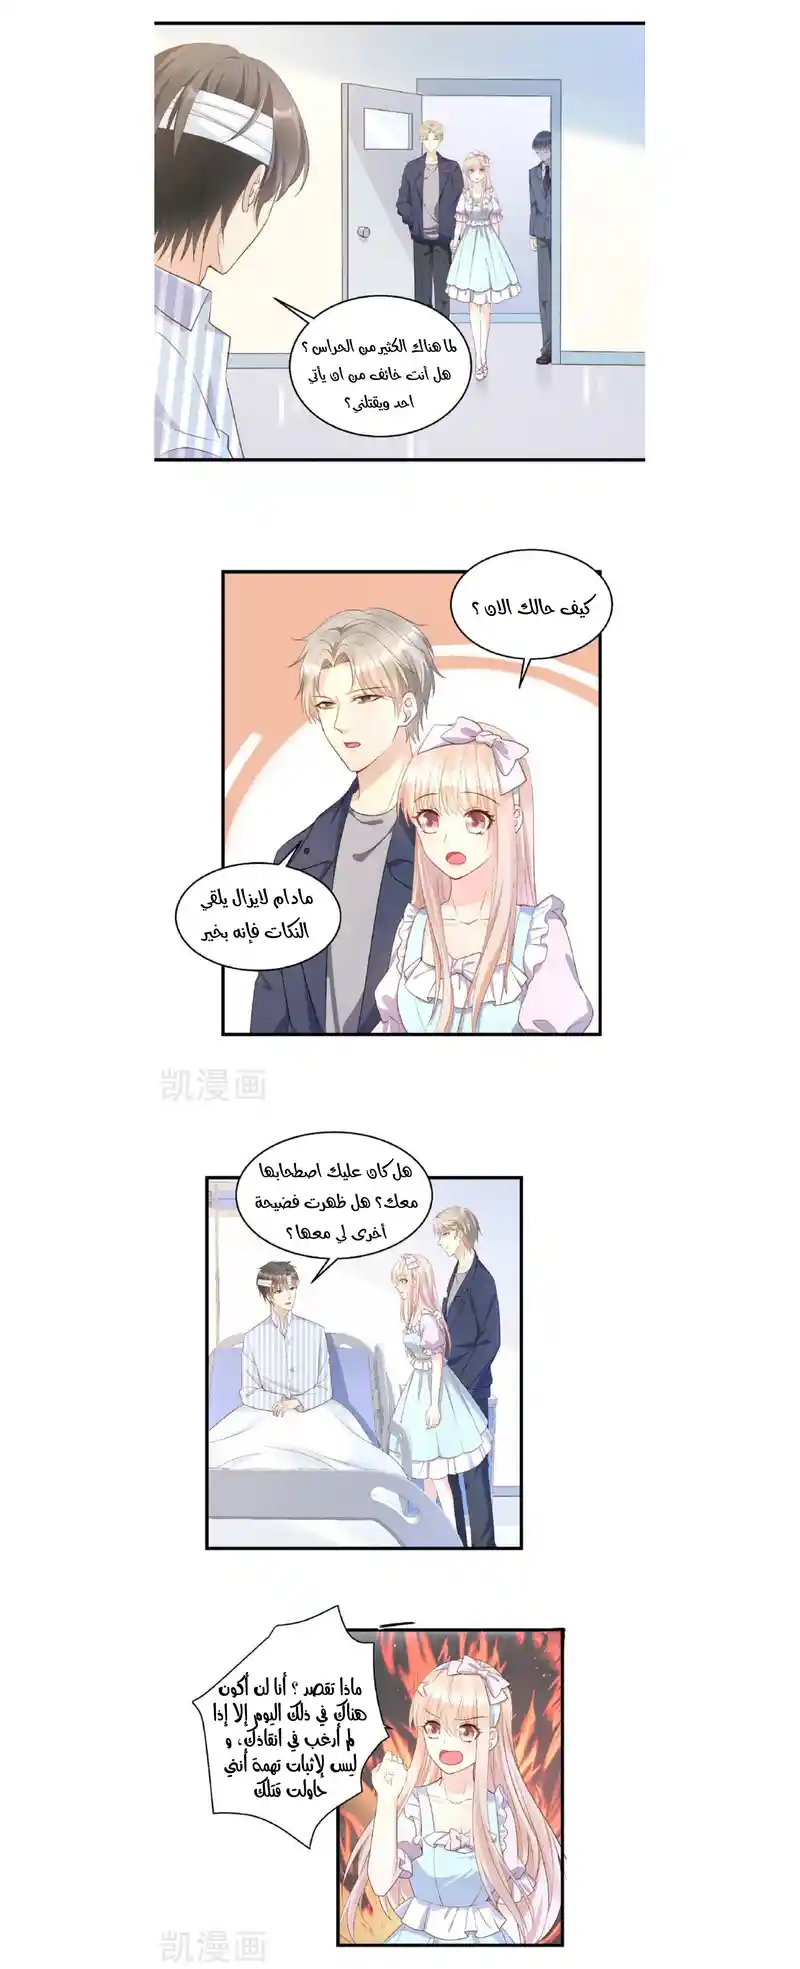 لما هناك الكثير من الحراس ؟
هل أنت خائف من ان يأتي
احد ويقتلني؟
كيف حالك الان ؟
مادام لايزال يلقي
النكات فإنه بخير
凯漫画
هل كان عليك اصطحابها
معك؟ هل ظهرت فضيحة
أخرى لي معها؟
ماذا تقصد ؟ أنا لن أكون
هناك في ذلك اليوم إلا إذا
لم أرغب في انقاذك، و
ليس لإثبات تهمة أنني
حاولت قتلك
凯漫画